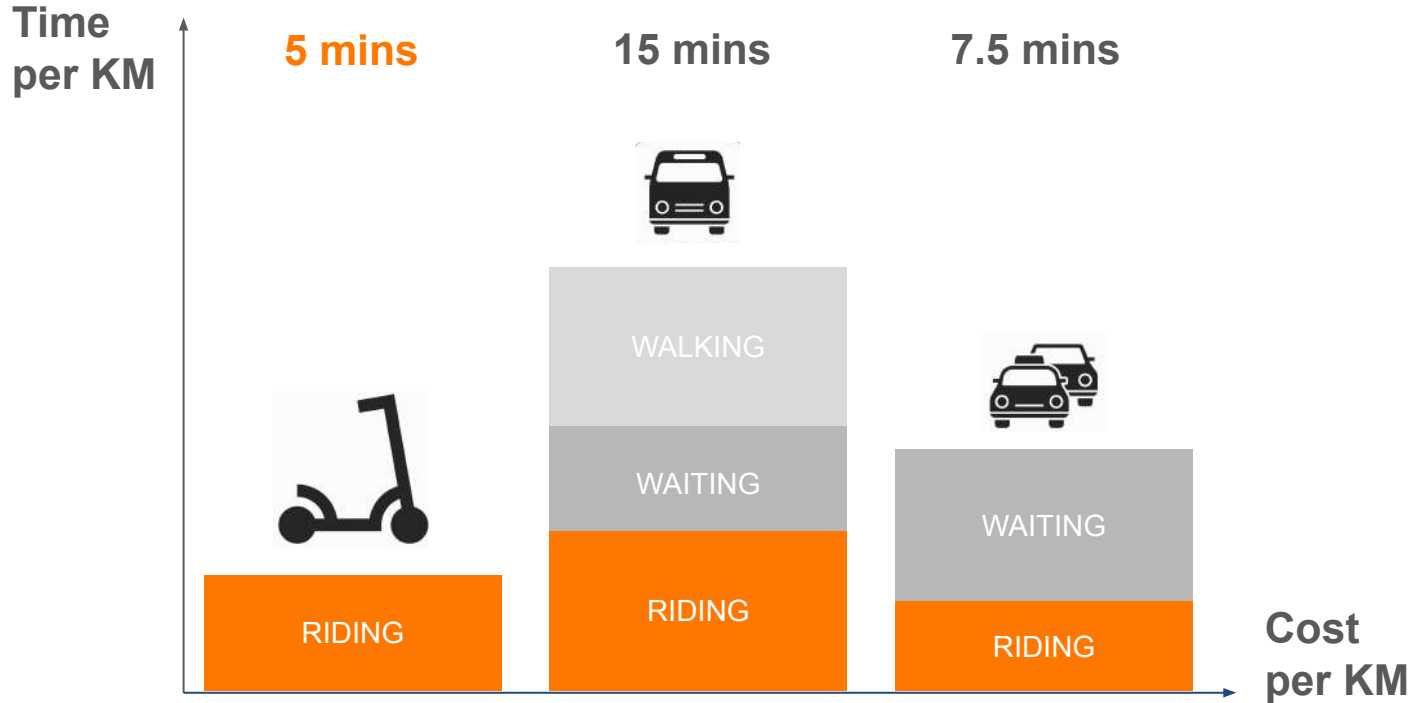 Time
per KM
5 mins
15 mins
7.5 mins
WALKING
WAITING
WAITING
RIDING
RIDING
RIDING
Cost
per KM